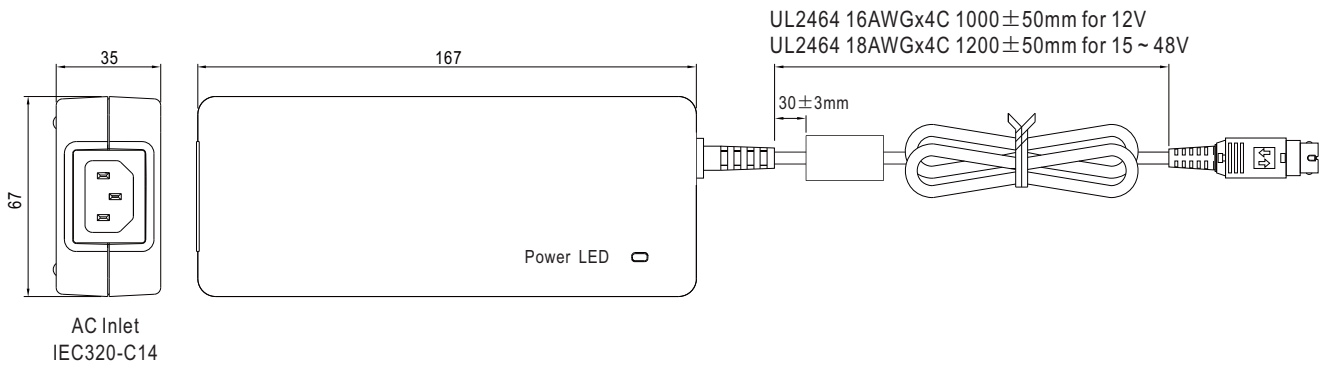 UL2464 16AWGx4C 1000±50mm for 12V
UL2464 18AWGx4C 1200±50mm for 15 ~ 48V
35
167
30±3mm
67
Power LED
AC Inlet
IEC320-C14